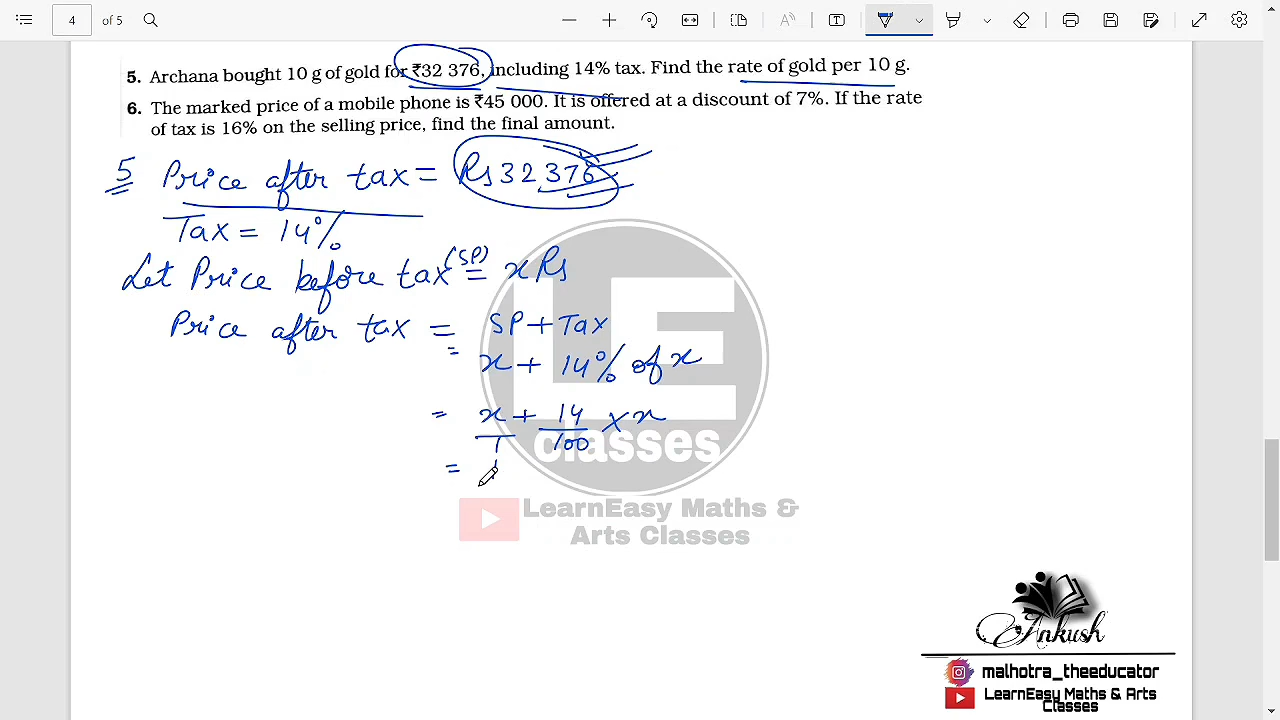 4 of 5
5. Archana bought 10 g of gold for ₹32 376, including 14% tax. Find the rate of gold per 10 g.
6. The marked price of a mobile phone is ₹45 000. It is offered at a discount of 7%. If the rate
of tax is 16% on the selling price, find the final amount.
5 Price after tax = Rs 32 376
Tax = 14%
Let Price before tax (SP) = x Rs
Price after tax = SP + Tax
= x + 14% of x
= x/1 + 14/100 × x
=
LE
classes
LearnEasy Maths &
Arts Classes
Ankush
malhotra_theeducator
LearnEasy Maths & Arts
Classes